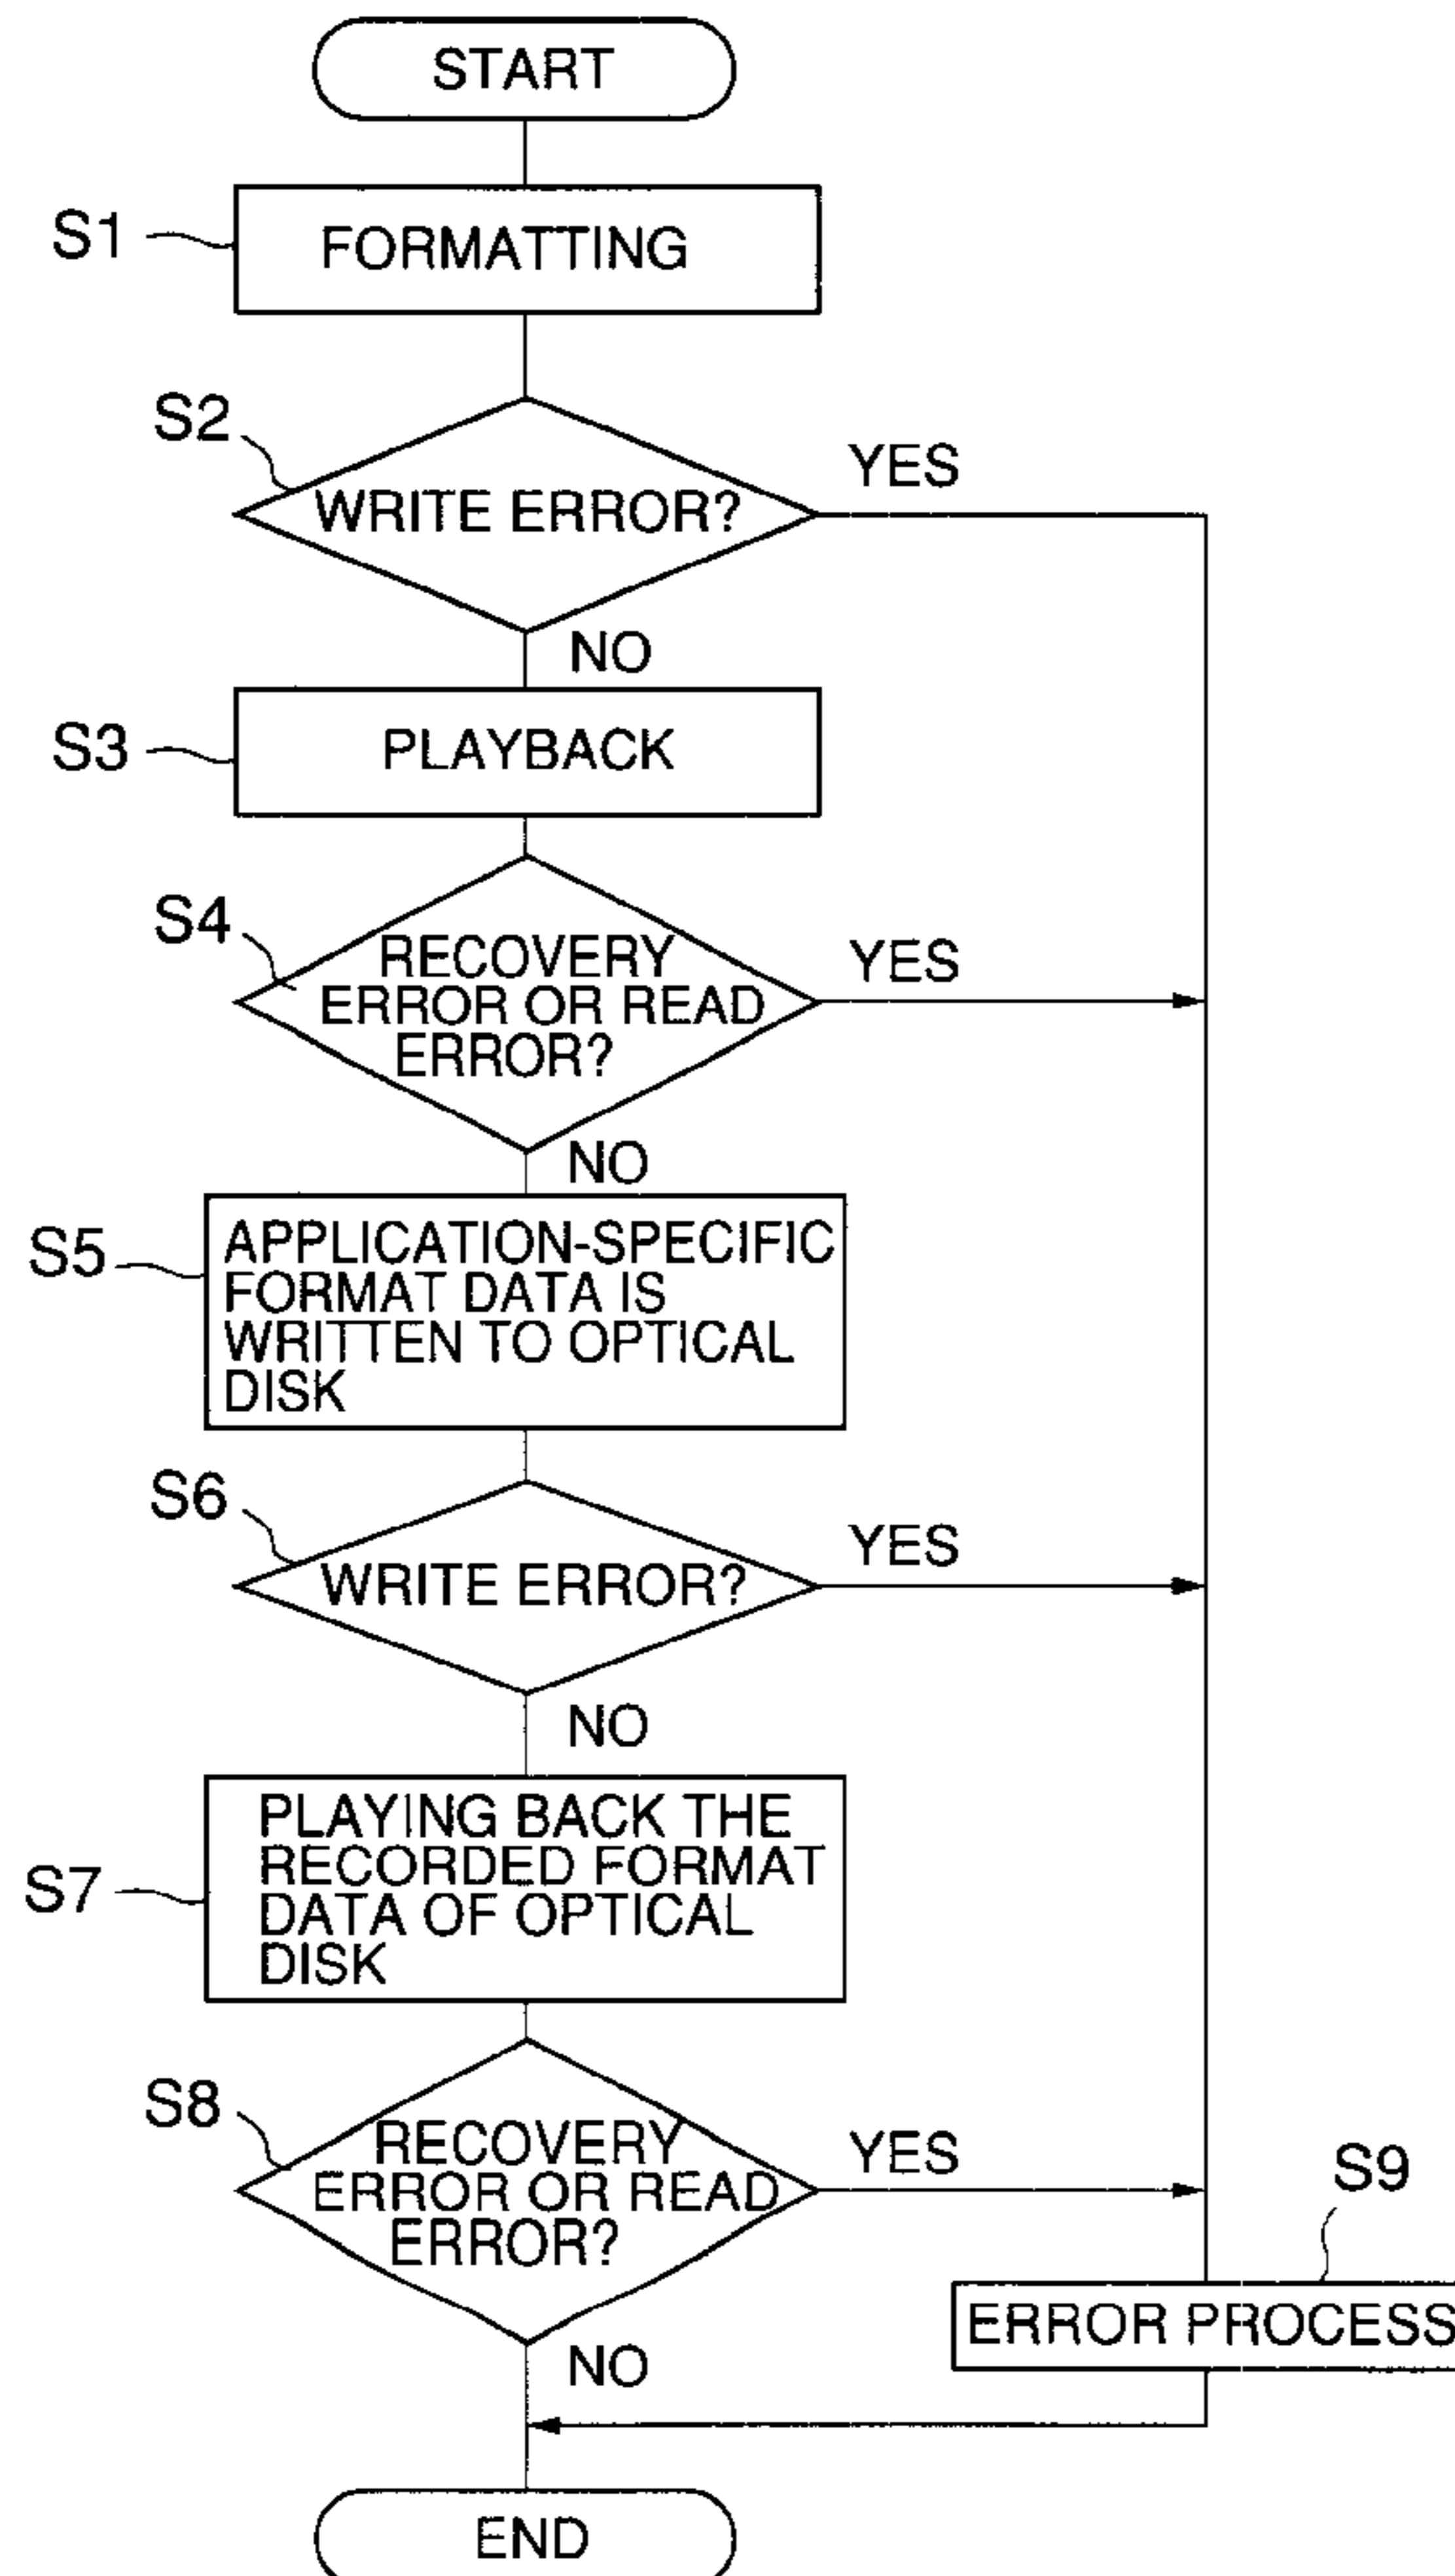 START
S1
FORMATTING
S2
WRITE ERROR?
YES
NO
S3
PLAYBACK
S4
RECOVERY
ERROR OR READ
ERROR?
YES
NO
S5
APPLICATION-SPECIFIC
FORMAT DATA IS
WRITTEN TO OPTICAL
DISK
S6
WRITE ERROR?
YES
NO
S7
PLAYING BACK THE
RECORDED FORMAT
DATA OF OPTICAL
DISK
S8
RECOVERY
ERROR OR READ
ERROR?
YES
S9
ERROR PROCESS
NO
END